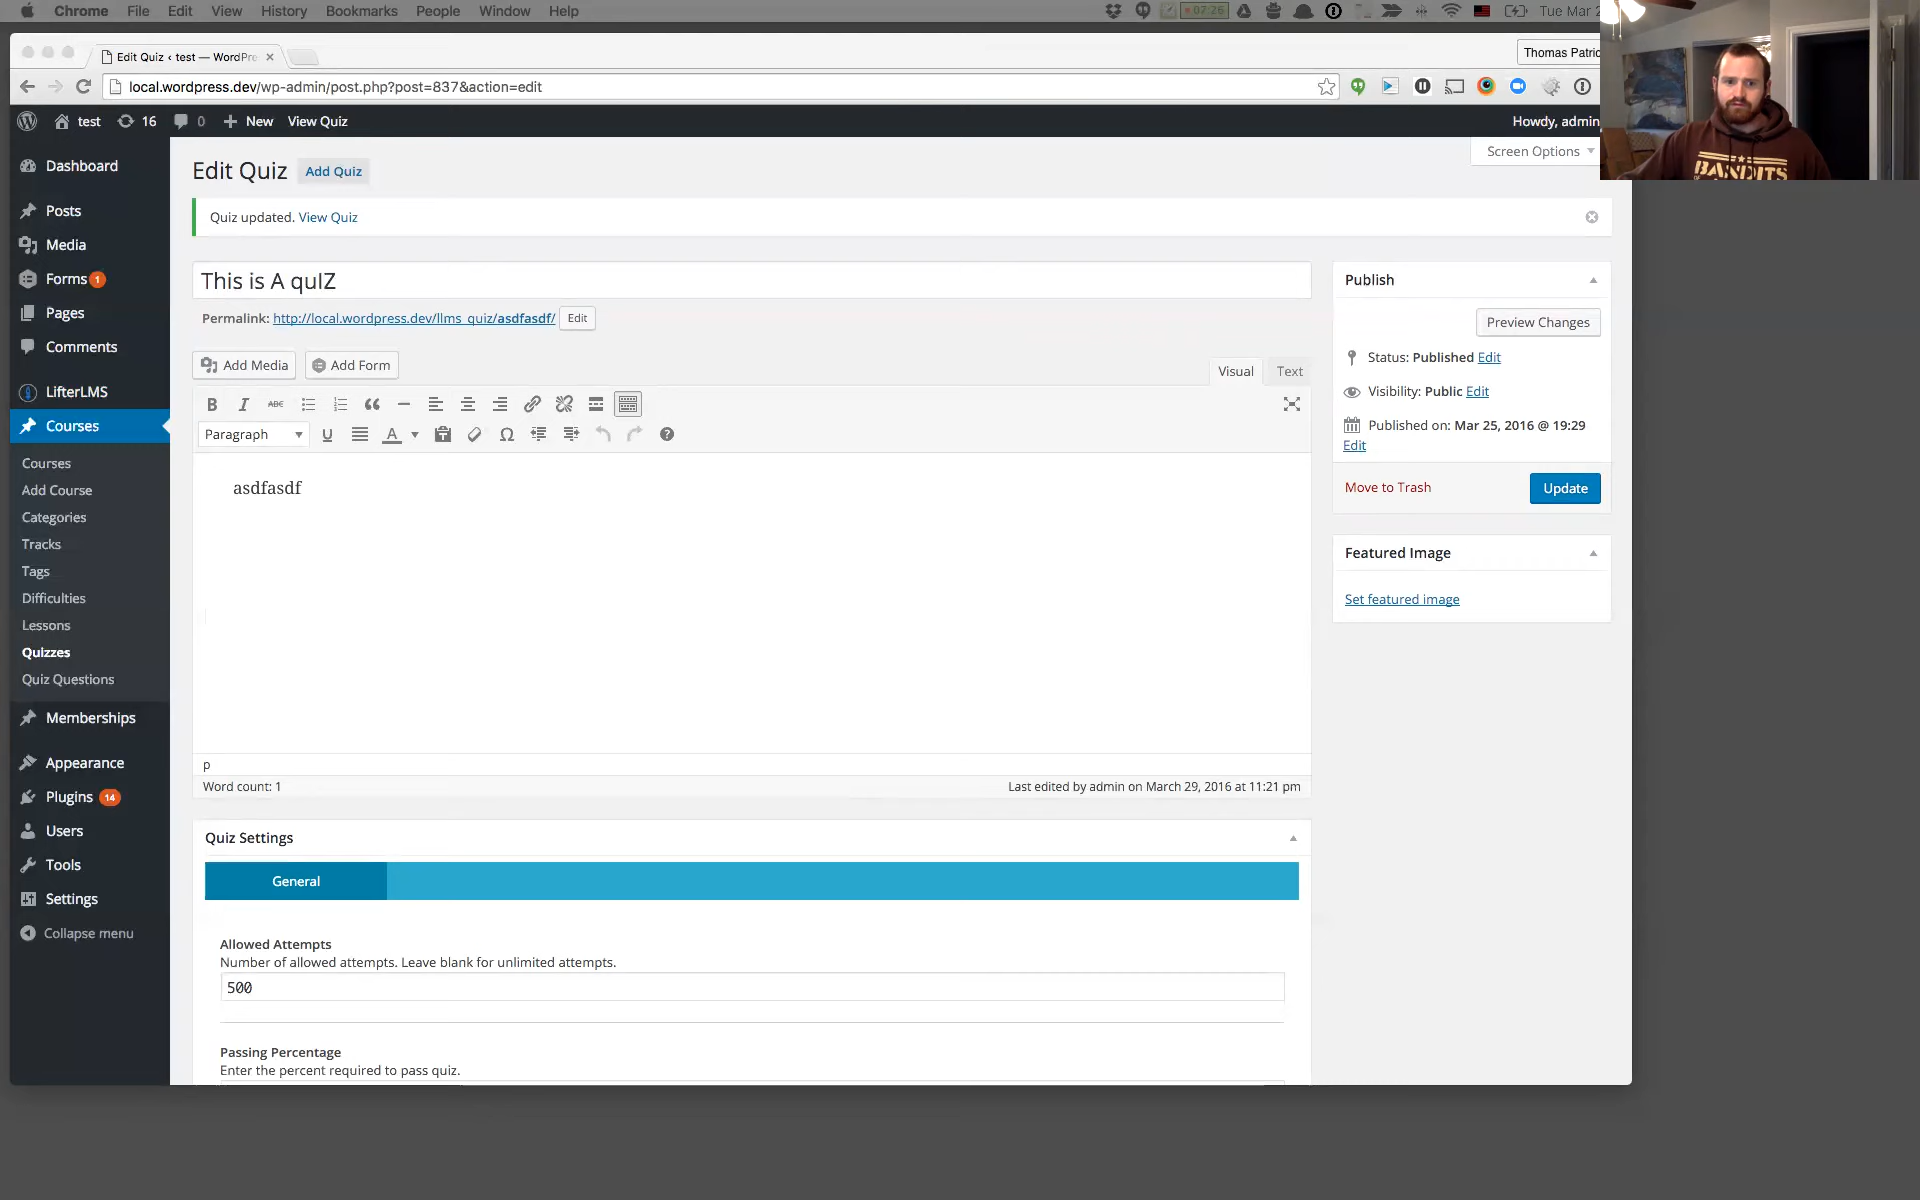 Chrome File Edit View History Bookmarks People Window Help
07:26
Tue Mar 2
Edit Quiz ‹ test — WordPre
Thomas Patric
local.wordpress.dev/wp-admin/post.php?post=837&action=edit
test 16 0 New View Quiz
Howdy, admin
Screen Options
BANDITS
Dashboard
Posts
Media
Forms 1
Pages
Comments
LifterLMS
Courses
Courses
Add Course
Categories
Tracks
Tags
Difficulties
Lessons
Quizzes
Quiz Questions
Memberships
Appearance
Plugins 14
Users
Tools
Settings
Collapse menu
Edit Quiz Add Quiz
Quiz updated. View Quiz
This is A quIZ
Permalink: http://local.wordpress.dev/llms_quiz/asdfasdf/ Edit
Add Media Add Form
Visual Text
B I ABC
Paragraph U A Ω
asdfasdf
p
Word count: 1
Last edited by admin on March 29, 2016 at 11:21 pm
Quiz Settings
General
Allowed Attempts
Number of allowed attempts. Leave blank for unlimited attempts.
500
Passing Percentage
Enter the percent required to pass quiz.
Publish
Preview Changes
Status: Published Edit
Visibility: Public Edit
Published on: Mar 25, 2016 @ 19:29
Edit
Move to Trash Update
Featured Image
Set featured image